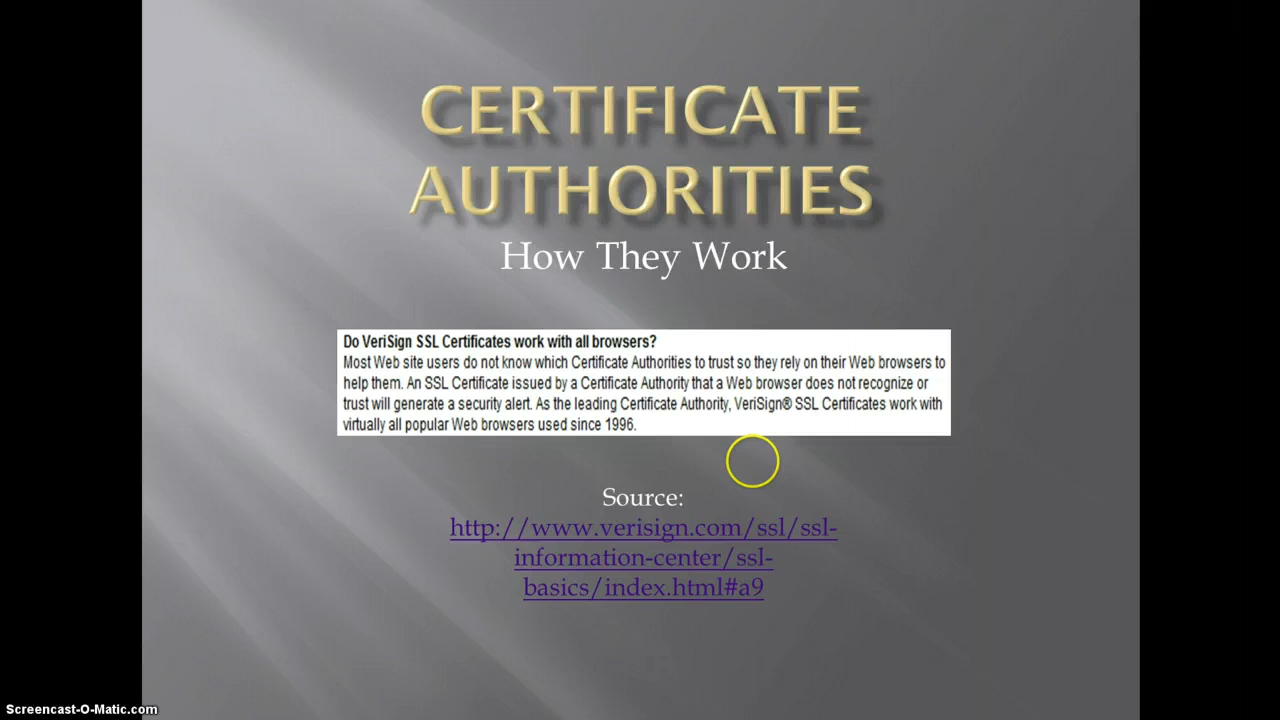 CERTIFICATE
AUTHORITIES
How They Work
Do VeriSign SSL Certificates work with all browsers?
Most Web site users do not know which Certificate Authorities to trust so they rely on their Web browsers to
help them. An SSL Certificate issued by a Certificate Authority that a Web browser does not recognize or
trust will generate a security alert. As the leading Certificate Authority, VeriSign® SSL Certificates work with
virtually all popular Web browsers used since 1996.
Source:
http://www.verisign.com/ssl/ssl-
information-center/ssl-
basics/index.html#a9
Screencast-O-Matic.com